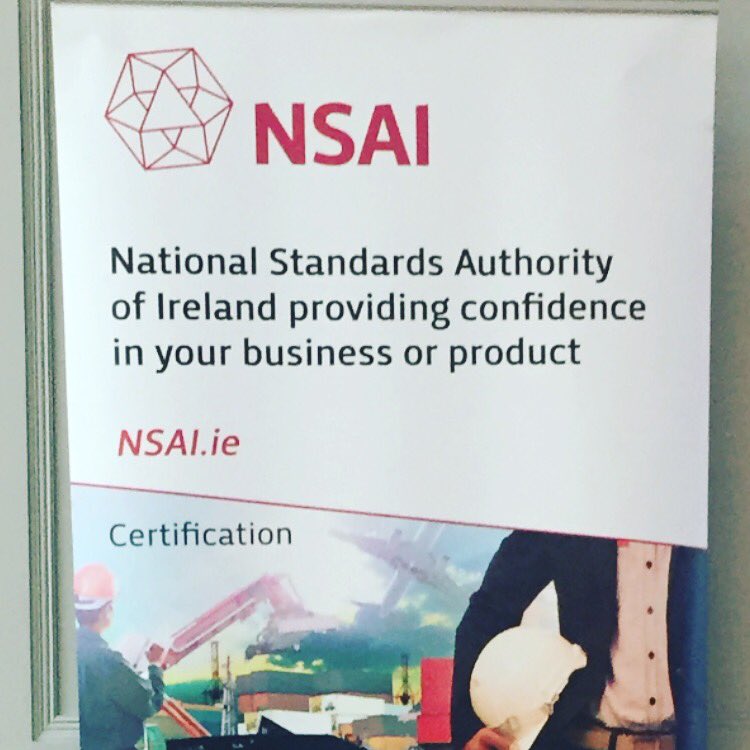 NSAI
National Standards Authority
of Ireland providing confidence
in your business or product
NSAI.ie
Certification